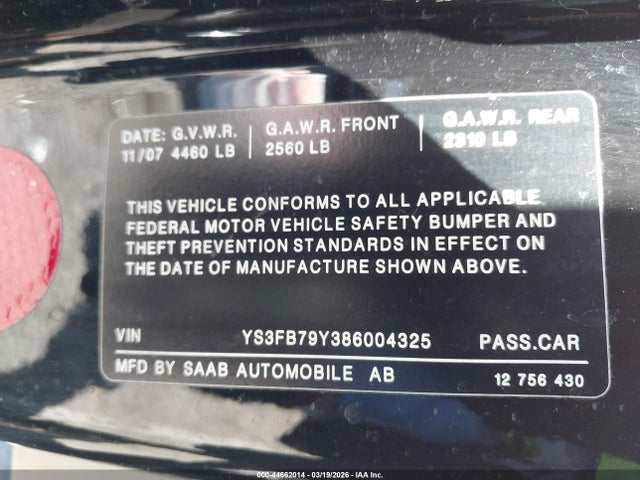 DATE: G.V.W.R. G.A.W.R. FRONT G.A.W.R. REAR
11/07 4460 LB 2560 LB 2310 LB
THIS VEHICLE CONFORMS TO ALL APPLICABLE
FEDERAL MOTOR VEHICLE SAFETY BUMPER AND
THEFT PREVENTION STANDARDS IN EFFECT ON
THE DATE OF MANUFACTURE SHOWN ABOVE.
VIN YS3FB79Y386004325 PASS.CAR
MFD BY SAAB AUTOMOBILE AB 12 756 430
000-44662014 | 03/19/2026 | IAA Inc.